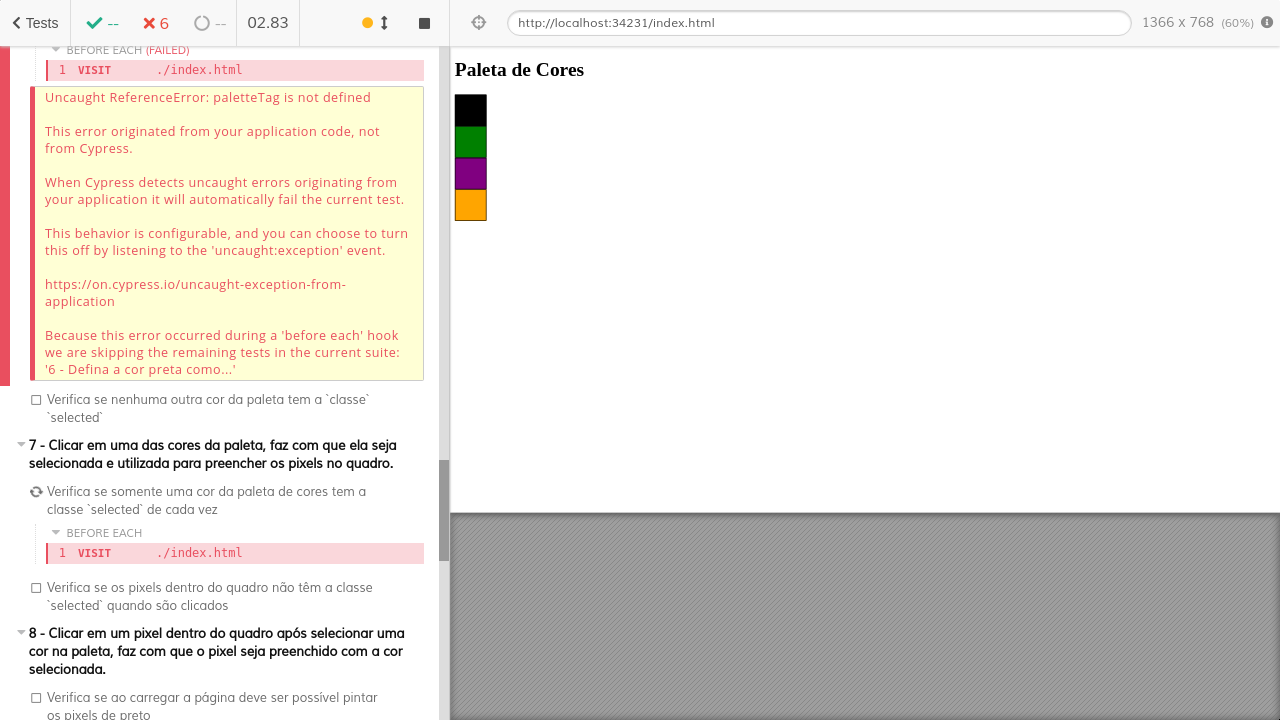 Tests
--
6
--
02.83
http://localhost:34231/index.html
1366 x 768 (60%)
BEFORE EACH (FAILED)
1 VISIT ./index.html
Uncaught ReferenceError: paletteTag is not defined
This error originated from your application code, not
from Cypress.
When Cypress detects uncaught errors originating from
your application it will automatically fail the current test.
This behavior is configurable, and you can choose to turn
this off by listening to the 'uncaught:exception' event.
https://on.cypress.io/uncaught-exception-from-
application
Because this error occurred during a 'before each' hook
we are skipping the remaining tests in the current suite:
'6 - Defina a cor preta como...'
Verifica se nenhuma outra cor da paleta tem a `classe`
`selected`
7 - Clicar em uma das cores da paleta, faz com que ela seja
selecionada e utilizada para preencher os pixels no quadro.
Verifica se somente uma cor da paleta de cores tem a
classe `selected` de cada vez
BEFORE EACH
1 VISIT ./index.html
Verifica se os pixels dentro do quadro não têm a classe
`selected` quando são clicados
8 - Clicar em um pixel dentro do quadro após selecionar uma
cor na paleta, faz com que o pixel seja preenchido com a cor
selecionada.
Verifica se ao carregar a página deve ser possível pintar
os pixels de preto
Paleta de Cores